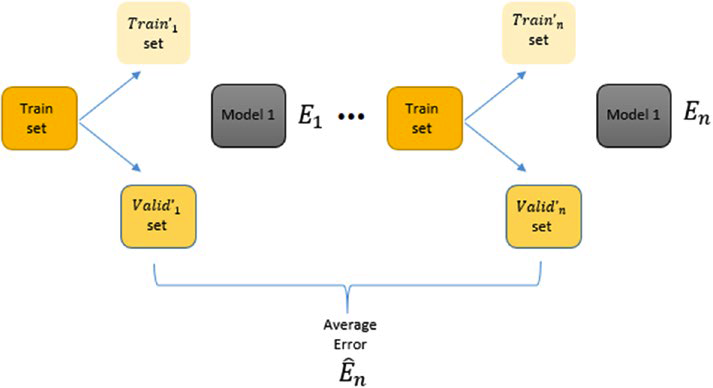 Train'₁
set
Train'ₙ
set
Train
set
Model 1
E₁
•••
Train
set
Model 1
Eₙ
Valid'₁
set
Valid'ₙ
set
Average
Error
Êₙ